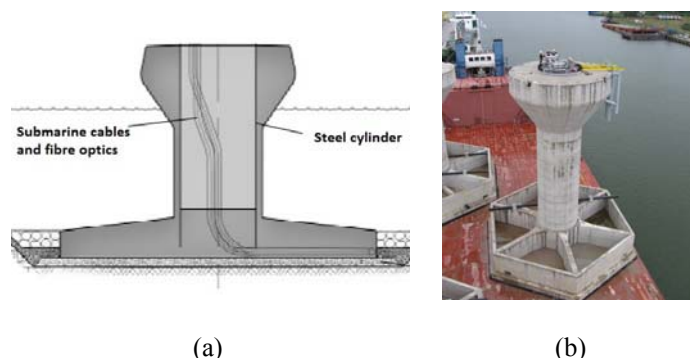 Submarine cables
and fibre optics
Steel cylinder
(a)
(b)